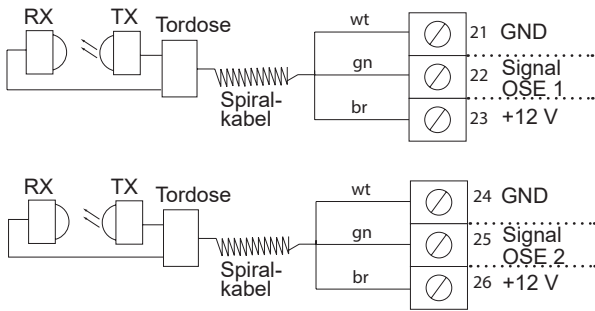 RX TX Tordose
wt 21 GND
gn 22 Signal
OSE 1
br 23 +12 V
Spiral-
kabel
RX TX Tordose
wt 24 GND
gn 25 Signal
OSE 2
br 26 +12 V
Spiral-
kabel